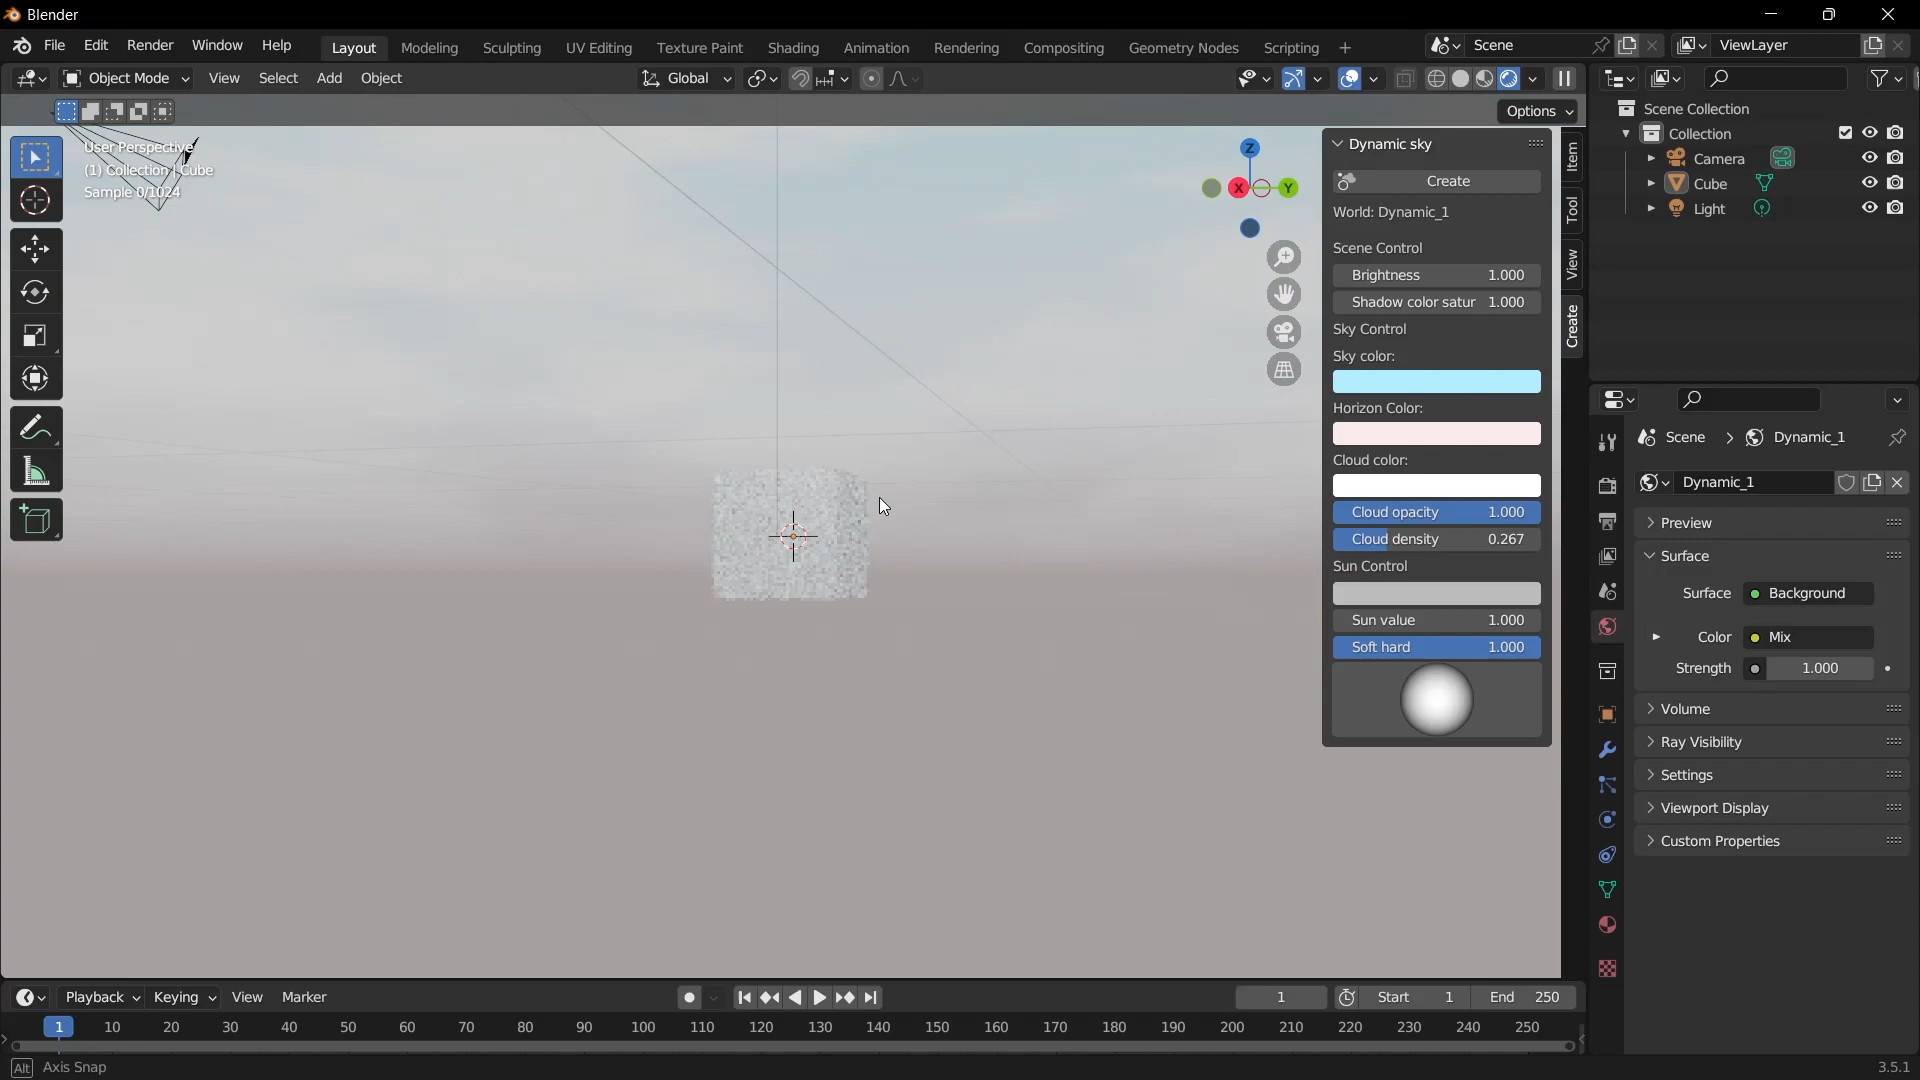 Blender
File Edit Render Window Help Layout Modeling Sculpting UV Editing Texture Paint Shading Animation Rendering Compositing Geometry Nodes Scripting + Scene ViewLayer
Object Mode View Select Add Object Global
Options
User Perspective
(1) Collection | Cube
Sample 0/1024
Z
X
Y
Dynamic sky
Create
World: Dynamic_1
Scene Control
Brightness 1.000
Shadow color satur 1.000
Sky Control
Sky color:
Horizon Color:
Cloud color:
Cloud opacity 1.000
Cloud density 0.267
Sun Control
Sun value 1.000
Soft hard 1.000
Item
Tool
View
Create
Scene Collection
Collection
Camera
Cube
Light
Scene > Dynamic_1
Dynamic_1
Preview
Surface
Surface Background
Color Mix
Strength 1.000
Volume
Ray Visibility
Settings
Viewport Display
Custom Properties
Playback Keying View Marker 1 Start 1 End 250
1 10 20 30 40 50 60 70 80 90 100 110 120 130 140 150 160 170 180 190 200 210 220 230 240 250
Alt Axis Snap 3.5.1